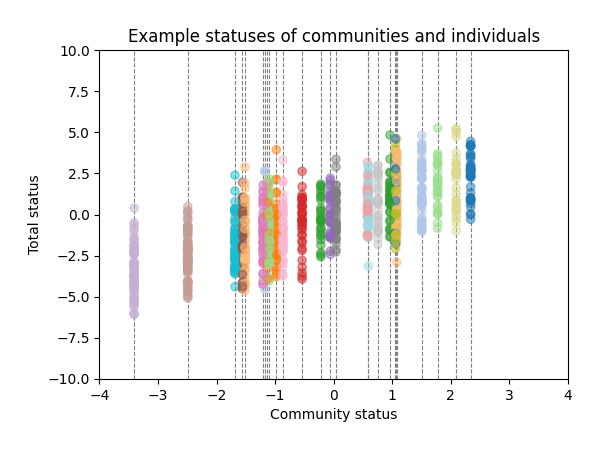 Example statuses of communities and individuals
10.0
7.5
5.0
2.5
0.0
−2.5
−5.0
−7.5
−10.0
Total status
−4 −3 −2 −1 0 1 2 3 4
Community status